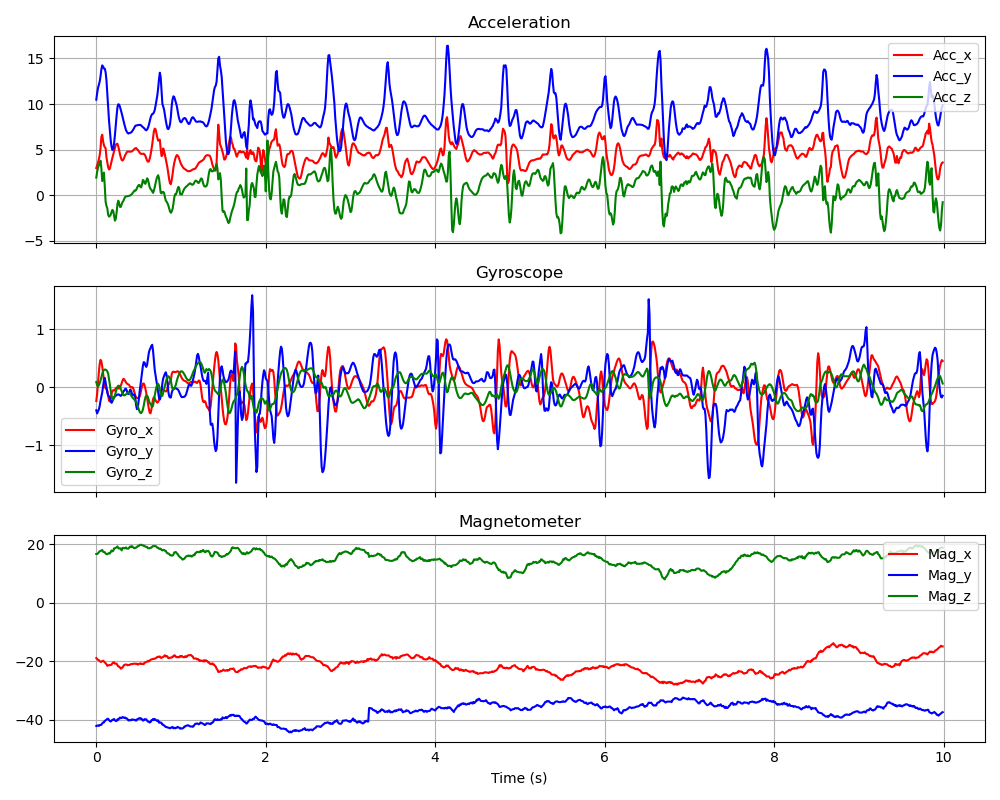 Acceleration
15
10
5
0
−5
Acc_x
Acc_y
Acc_z
Gyroscope
1
0
−1
Gyro_x
Gyro_y
Gyro_z
Magnetometer
20
0
−20
−40
Mag_x
Mag_y
Mag_z
0 2 4 6 8 10
Time (s)